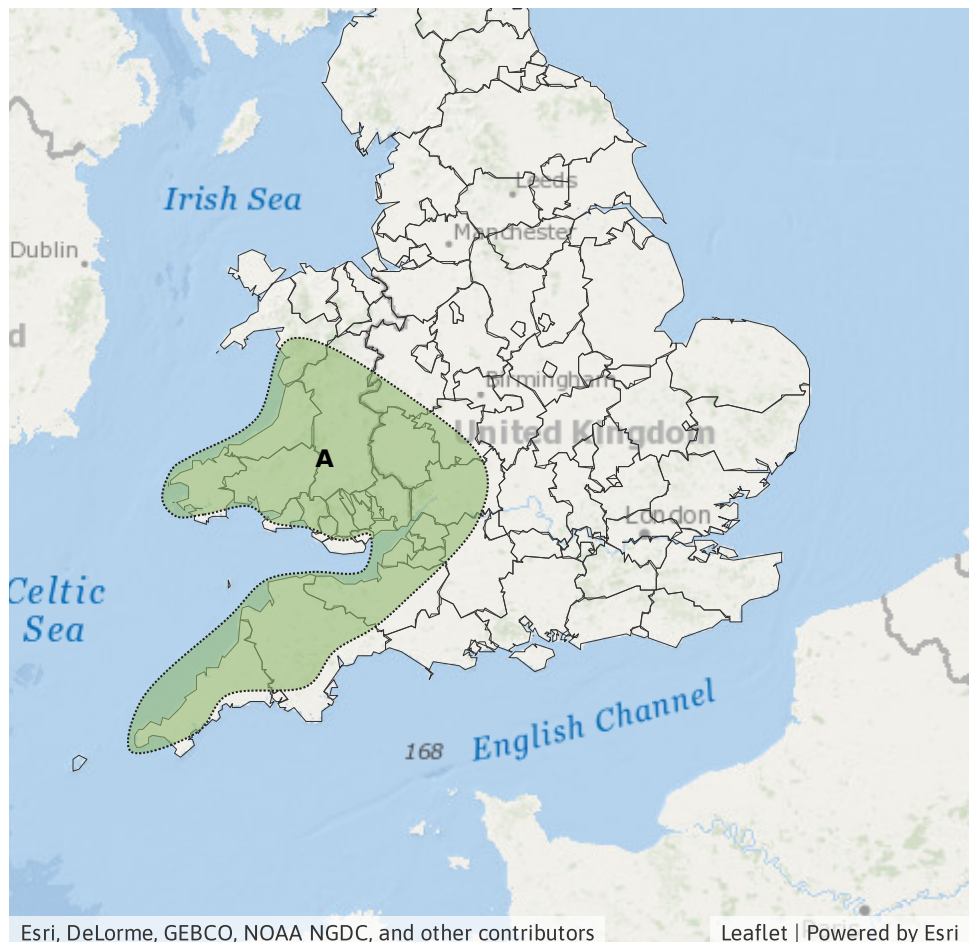 Irish Sea
Leeds
Manchester
Dublin
d
Birmingham
United Kingdom
A
London
Celtic
Sea
English Channel
168
Esri, DeLorme, GEBCO, NOAA NGDC, and other contributors
Leaflet | Powered by Esri